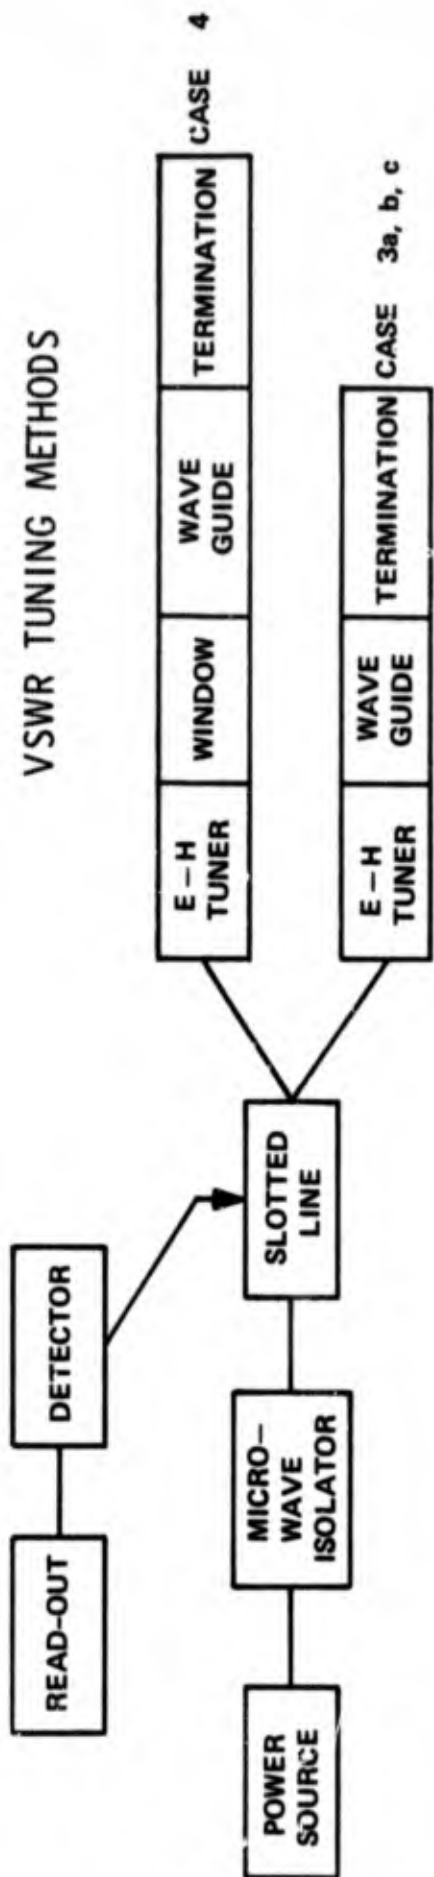 VSWR TUNING METHODS
READ-OUT
DETECTOR
POWER
SOURCE
MICRO-
WAVE
ISOLATOR
SLOTTED
LINE
E-H
TUNER
WINDOW
WAVE
GUIDE
TERMINATION
CASE 4
E-H
TUNER
WAVE
GUIDE
TERMINATION
CASE 3a, b, c